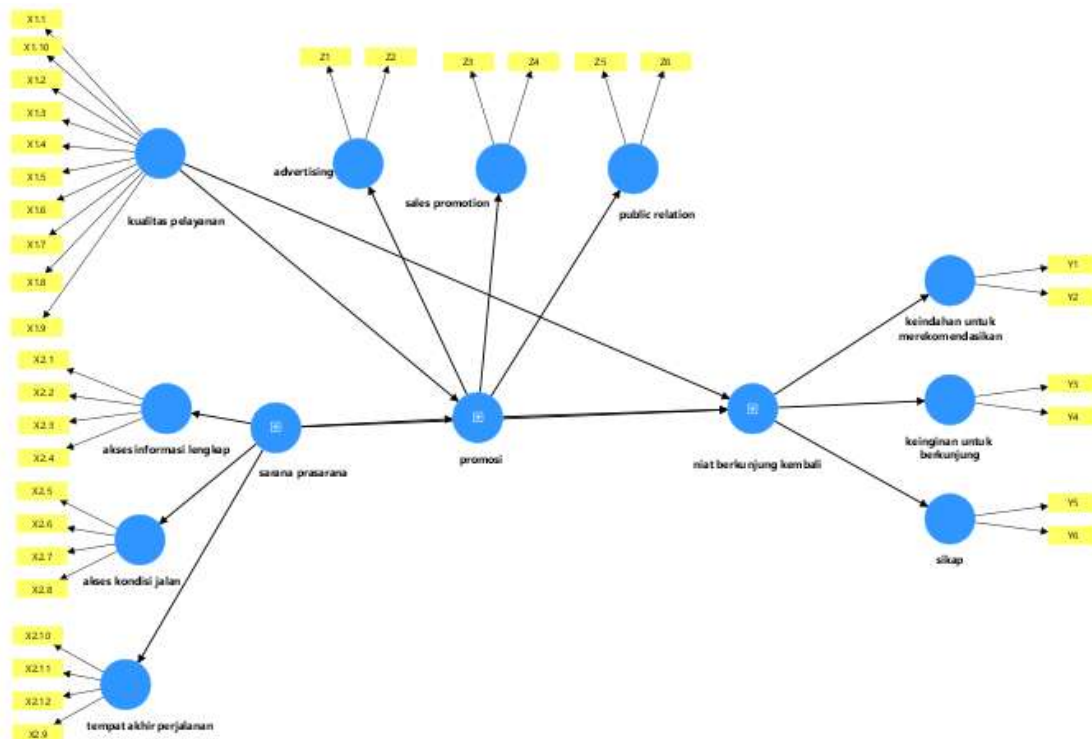 X1.1
X1.10
X1.2
X1.3
X1.4
X1.5
X1.6
X1.7
X1.8
X1.9
kualitas pelayanan
Z1
Z2
advertising
Z3
Z4
sales promotion
Z5
Z6
public relation
X2.1
X2.2
X2.3
X2.4
akses informasi lengkap
sarana prasarana
promosi
niat berkunjung kembali
Y1
Y2
keindahan untuk
merekomendasikan
Y3
Y4
keinginan untuk
berkunjung
Y5
Y6
sikap
X2.5
X2.6
X2.7
X2.8
akses kondisi jalan
X2.10
X2.11
X2.12
X2.9
tempat akhir perjalanan